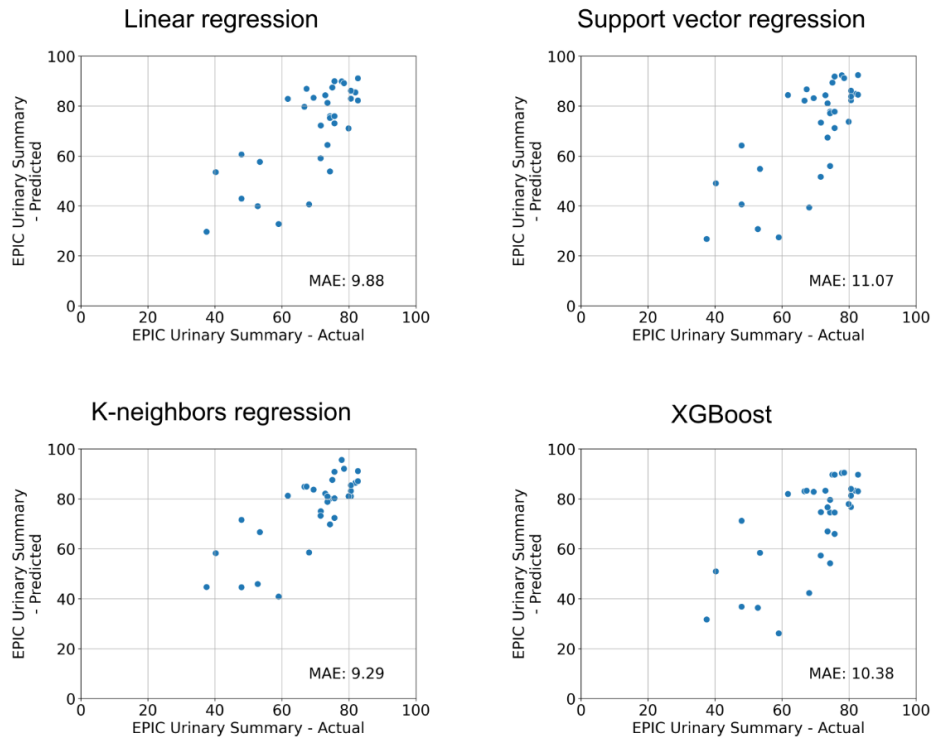 Linear regression
100
80
60
40
20
0
0 20 40 60 80 100
EPIC Urinary Summary
- Predicted
EPIC Urinary Summary - Actual
MAE: 9.88
Support vector regression
100
80
60
40
20
0
0 20 40 60 80 100
EPIC Urinary Summary
- Predicted
EPIC Urinary Summary - Actual
MAE: 11.07
K-neighbors regression
100
80
60
40
20
0
0 20 40 60 80 100
EPIC Urinary Summary
- Predicted
EPIC Urinary Summary - Actual
MAE: 9.29
XGBoost
100
80
60
40
20
0
0 20 40 60 80 100
EPIC Urinary Summary
- Predicted
EPIC Urinary Summary - Actual
MAE: 10.38